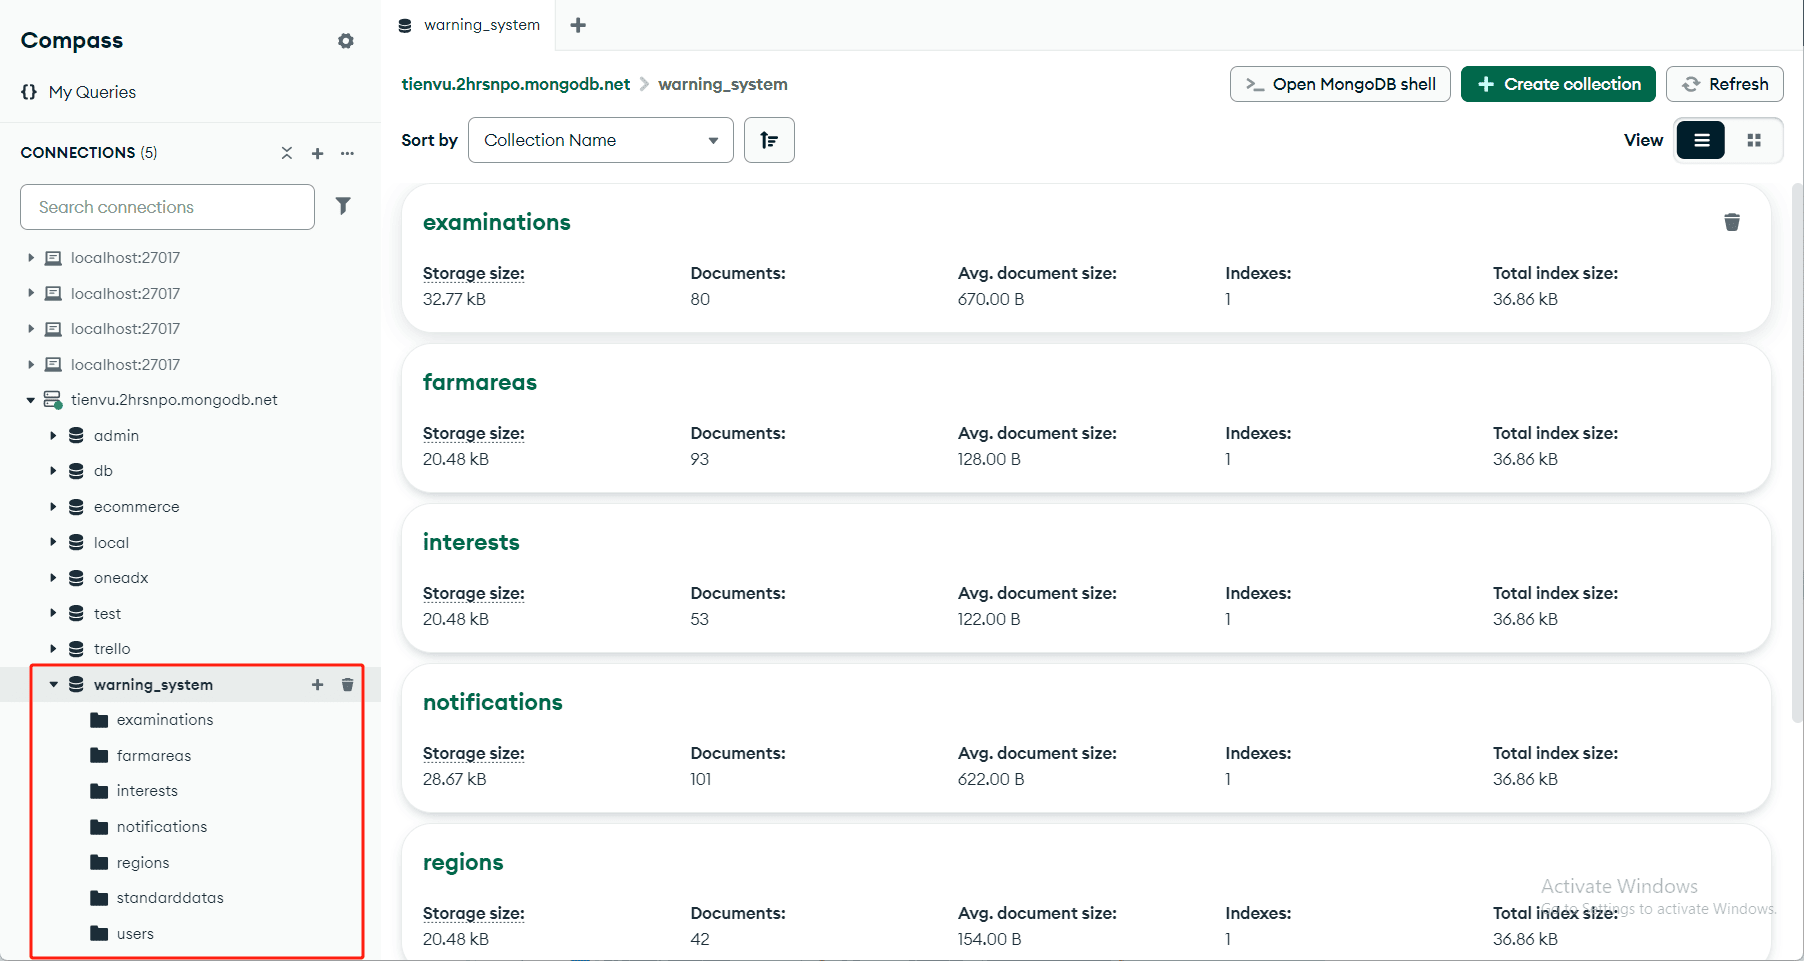 Compass
My Queries
CONNECTIONS (5)
Search connections
localhost:27017
localhost:27017
localhost:27017
localhost:27017
tienvu.2hrsnpo.mongodb.net
admin
db
ecommerce
local
oneadx
test
trello
warning_system
examinations
farmareas
interests
notifications
regions
standarddatas
users
warning_system
tienvu.2hrsnpo.mongodb.net > warning_system
>_ Open MongoDB shell
+ Create collection
Refresh
Sort by Collection Name
View
examinations
Storage size: Documents: Avg. document size: Indexes: Total index size:
32.77 kB 80 670.00 B 1 36.86 kB
farmareas
Storage size: Documents: Avg. document size: Indexes: Total index size:
20.48 kB 93 128.00 B 1 36.86 kB
interests
Storage size: Documents: Avg. document size: Indexes: Total index size:
20.48 kB 53 122.00 B 1 36.86 kB
notifications
Storage size: Documents: Avg. document size: Indexes: Total index size:
28.67 kB 101 622.00 B 1 36.86 kB
regions
Storage size: Documents: Avg. document size: Indexes: Total index size:
20.48 kB 42 154.00 B 1 36.86 kB
Activate Windows
Go to Settings to activate Windows.